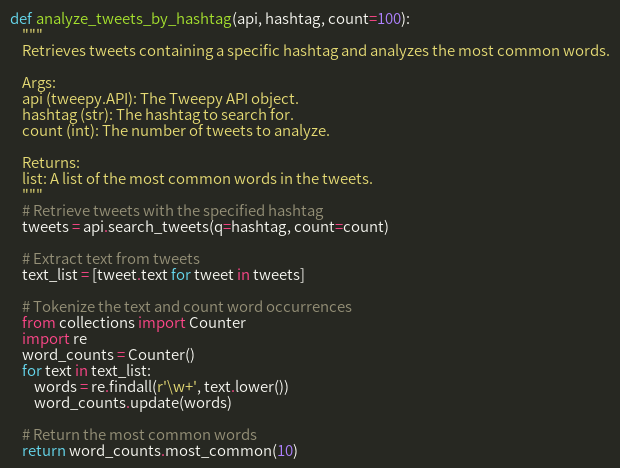 def analyze_tweets_by_hashtag(api, hashtag, count=100):
    """
    Retrieves tweets containing a specific hashtag and analyzes the most common words.

    Args:
    api (tweepy.API): The Tweepy API object.
    hashtag (str): The hashtag to search for.
    count (int): The number of tweets to analyze.

    Returns:
    list: A list of the most common words in the tweets.
    """
    # Retrieve tweets with the specified hashtag
    tweets = api.search_tweets(q=hashtag, count=count)

    # Extract text from tweets
    text_list = [tweet.text for tweet in tweets]

    # Tokenize the text and count word occurrences
    from collections import Counter
    import re
    word_counts = Counter()
    for text in text_list:
        words = re.findall(r'\w+', text.lower())
        word_counts.update(words)

    # Return the most common words
    return word_counts.most_common(10)